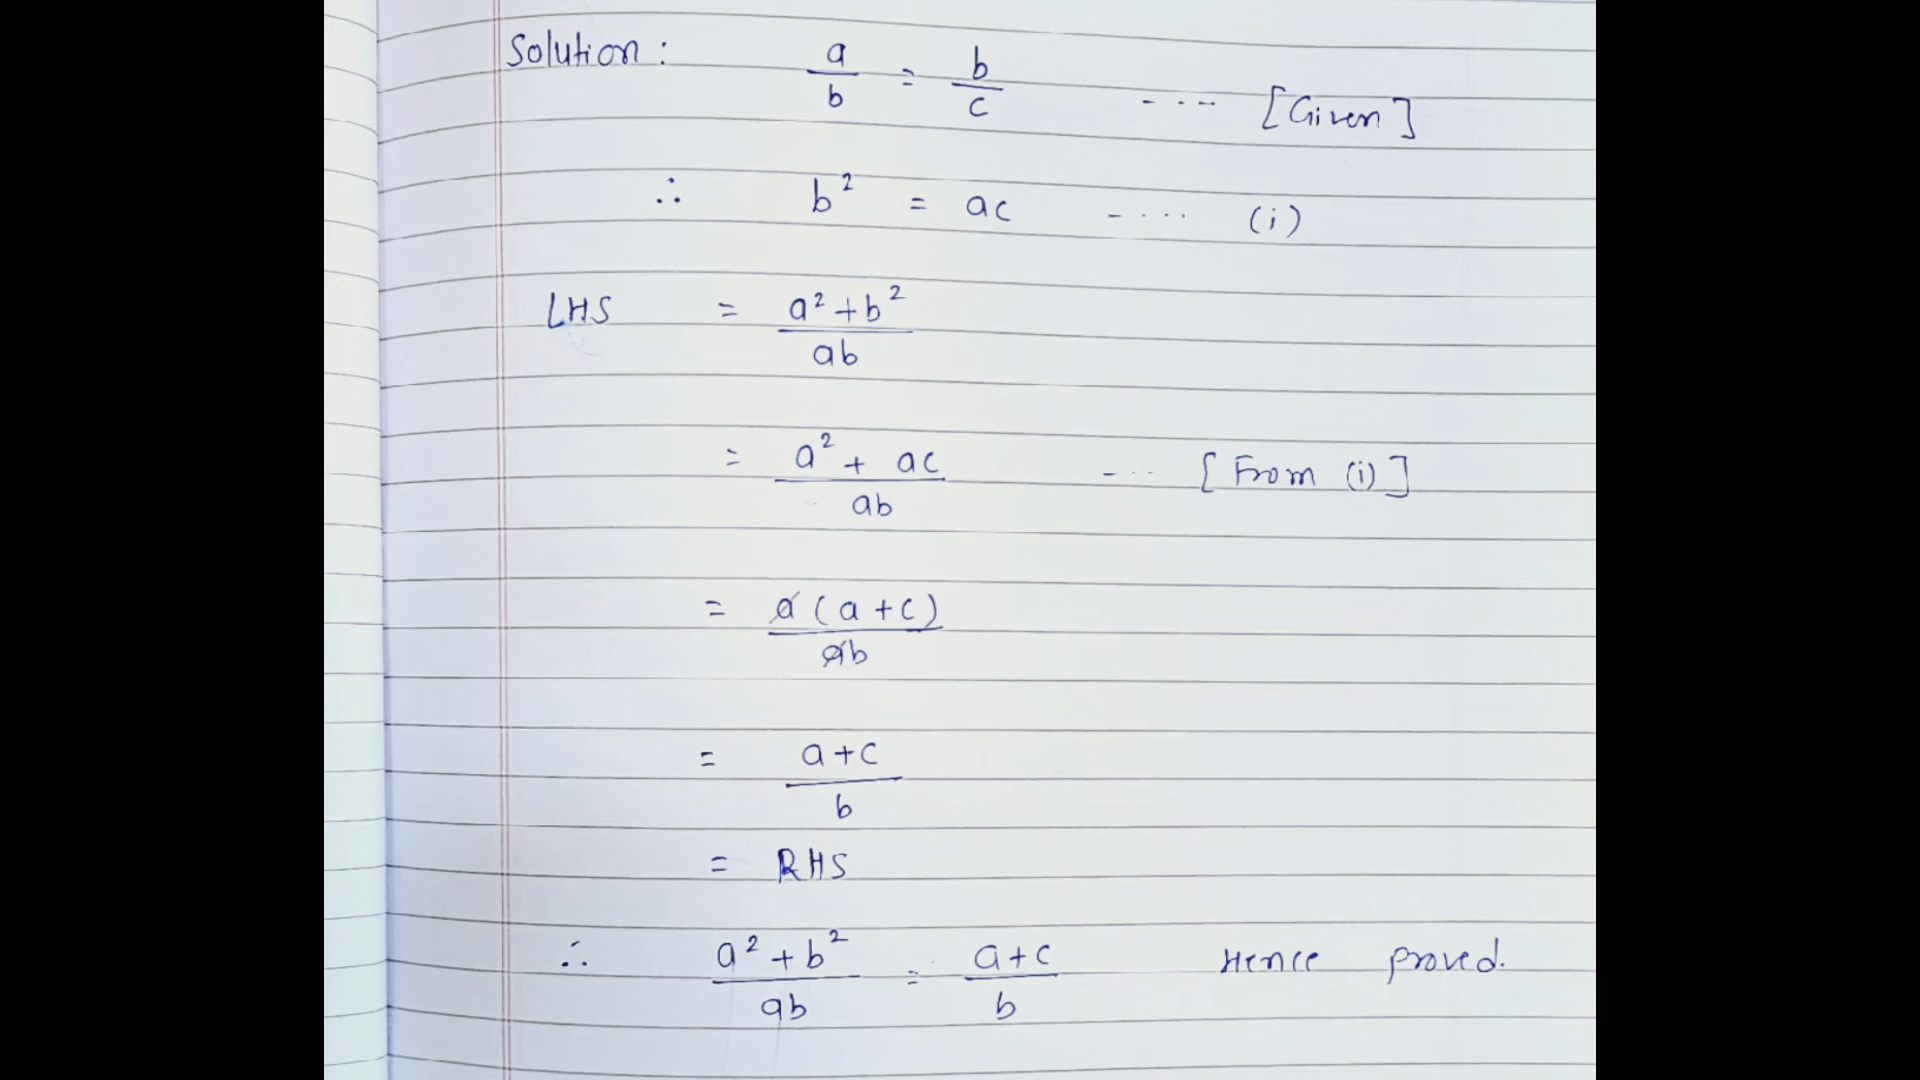 Solution: a/b = b/c ---- [Given]
∴ b² = ac ---- (i)
LHS = a²+b²/ab
= a² + ac/ab --- [From (i)]
= a(a+c)/ab
= a+c/b
= RHS
∴ a²+b²/ab = a+c/b Hence proved.